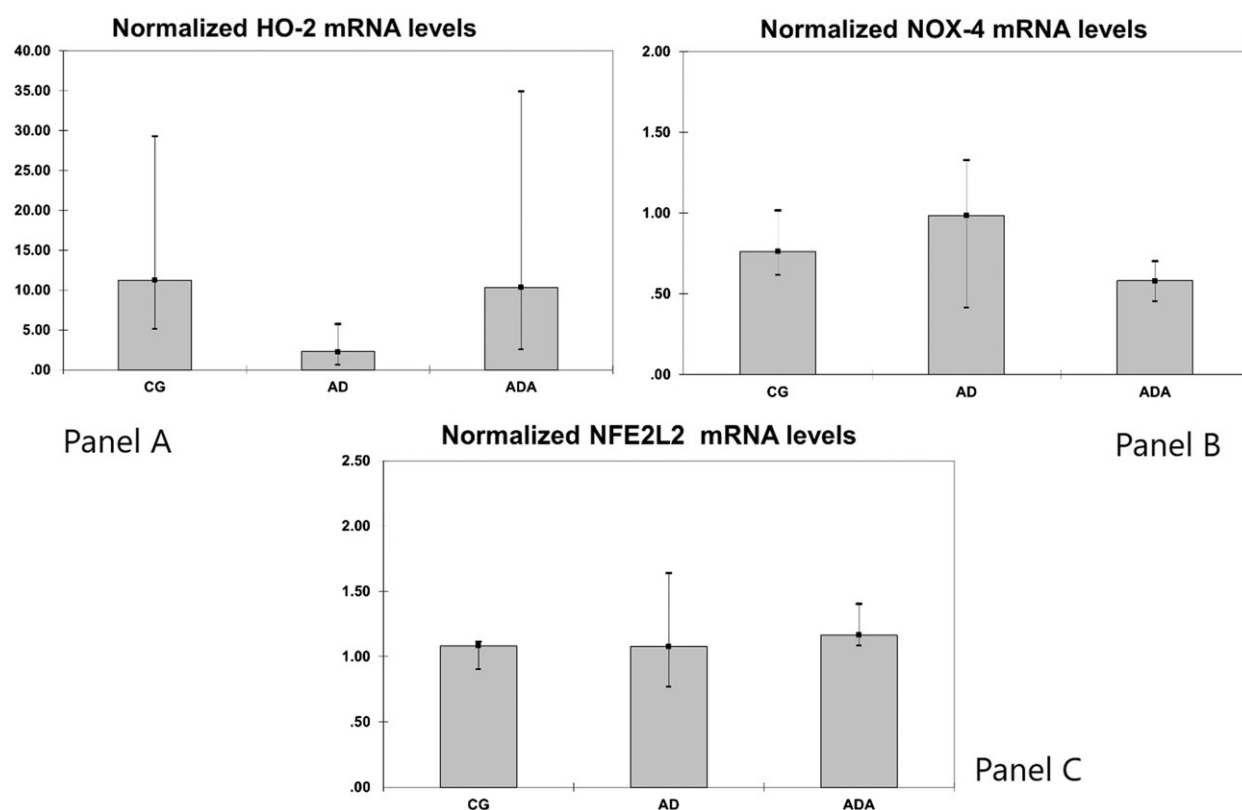 Normalized HO-2 mRNA levels
40.00
35.00
30.00
25.00
20.00
15.00
10.00
5.00
.00
CG AD ADA
Panel A
Normalized NOX-4 mRNA levels
2.00
1.50
1.00
.50
.00
CG AD ADA
Panel B
Normalized NFE2L2 mRNA levels
2.50
2.00
1.50
1.00
.50
.00
CG AD ADA
Panel C